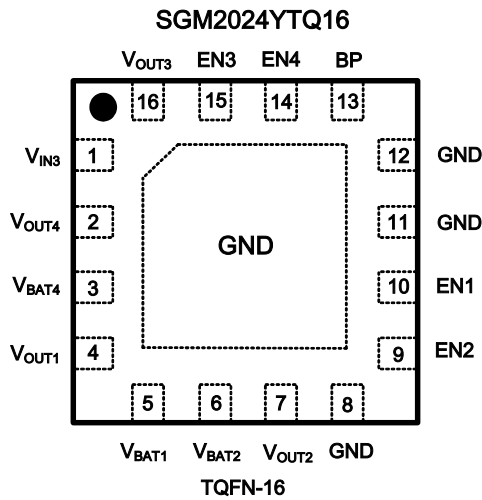 SGM2024YTQ16
VOUT3 EN3 EN4 BP
16 15 14 13
VIN3 1 12 GND
VOUT4 2 11 GND
GND
VBAT4 3 10 EN1
VOUT1 4 9 EN2
5 6 7 8
VBAT1 VBAT2 VOUT2 GND
TQFN-16